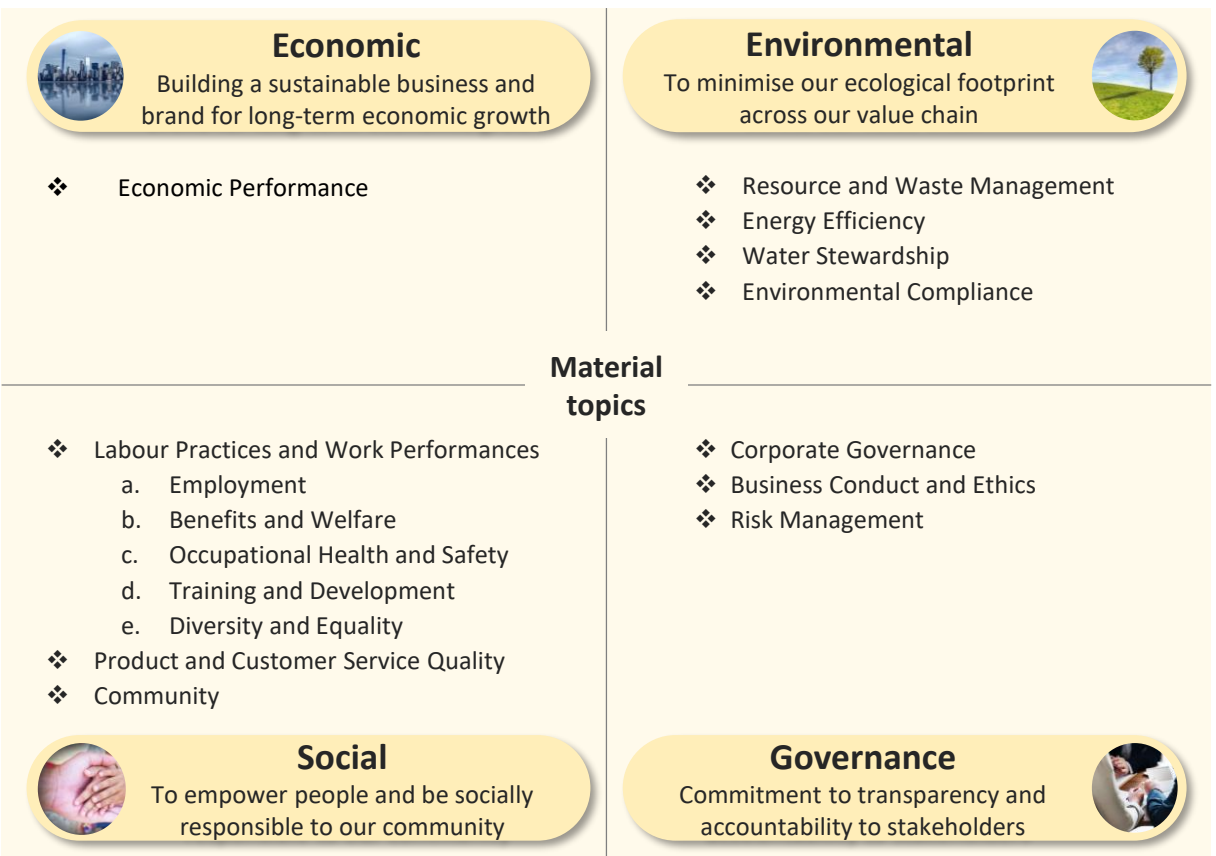 Economic
Building a sustainable business and
brand for long-term economic growth
❖ Economic Performance
Environmental
To minimise our ecological footprint
across our value chain
❖ Resource and Waste Management
❖ Energy Efficiency
❖ Water Stewardship
❖ Environmental Compliance
Material
topics
❖ Labour Practices and Work Performances
a. Employment
b. Benefits and Welfare
c. Occupational Health and Safety
d. Training and Development
e. Diversity and Equality
❖ Product and Customer Service Quality
❖ Community
Social
To empower people and be socially
responsible to our community
❖ Corporate Governance
❖ Business Conduct and Ethics
❖ Risk Management
Governance
Commitment to transparency and
accountability to stakeholders